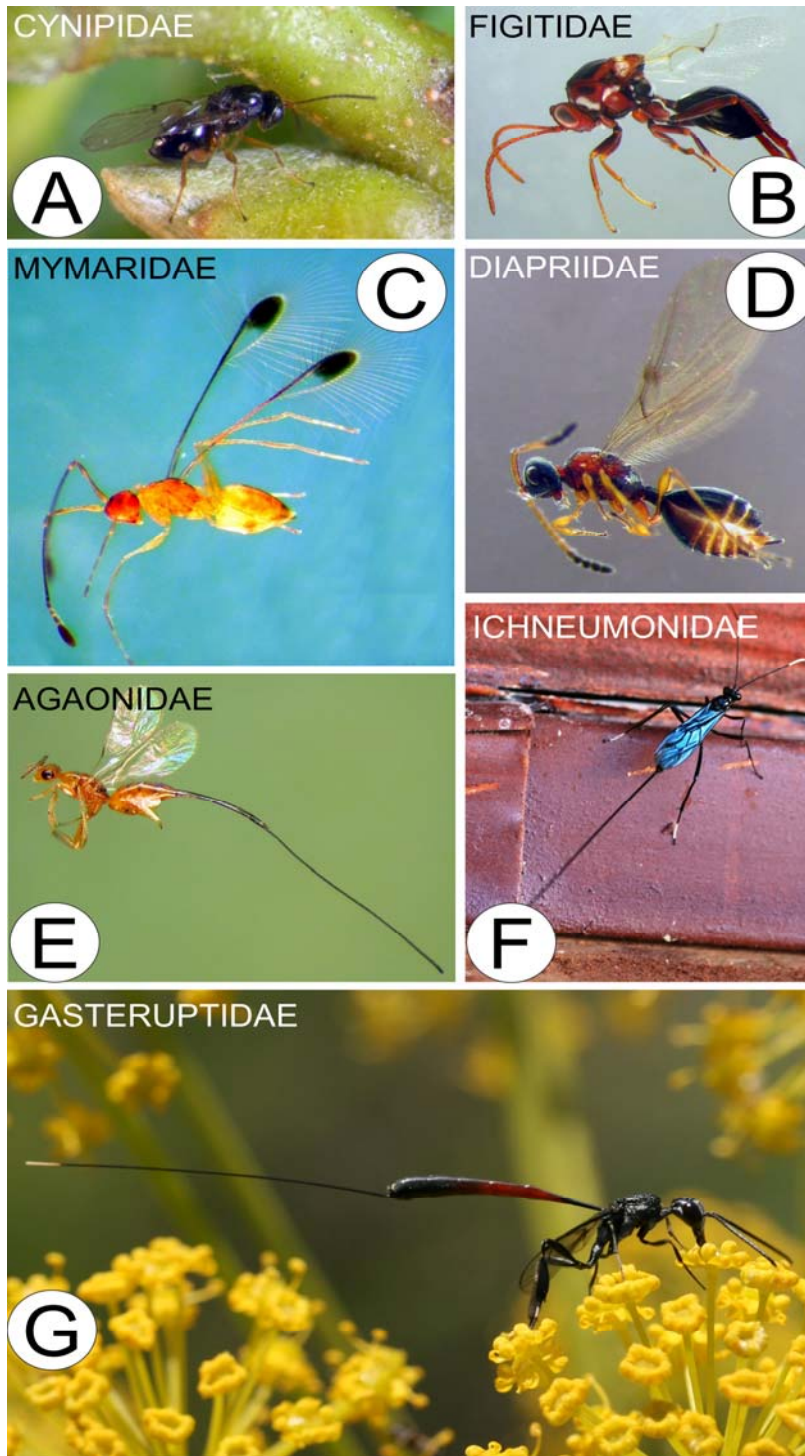 CYNIPIDAE
A
FIGITIDAE
B
MYMARIDAE
C
DIAPRIIDAE
D
AGAONIDAE
E
ICHNEUMONIDAE
F
GASTERUPTIDAE
G